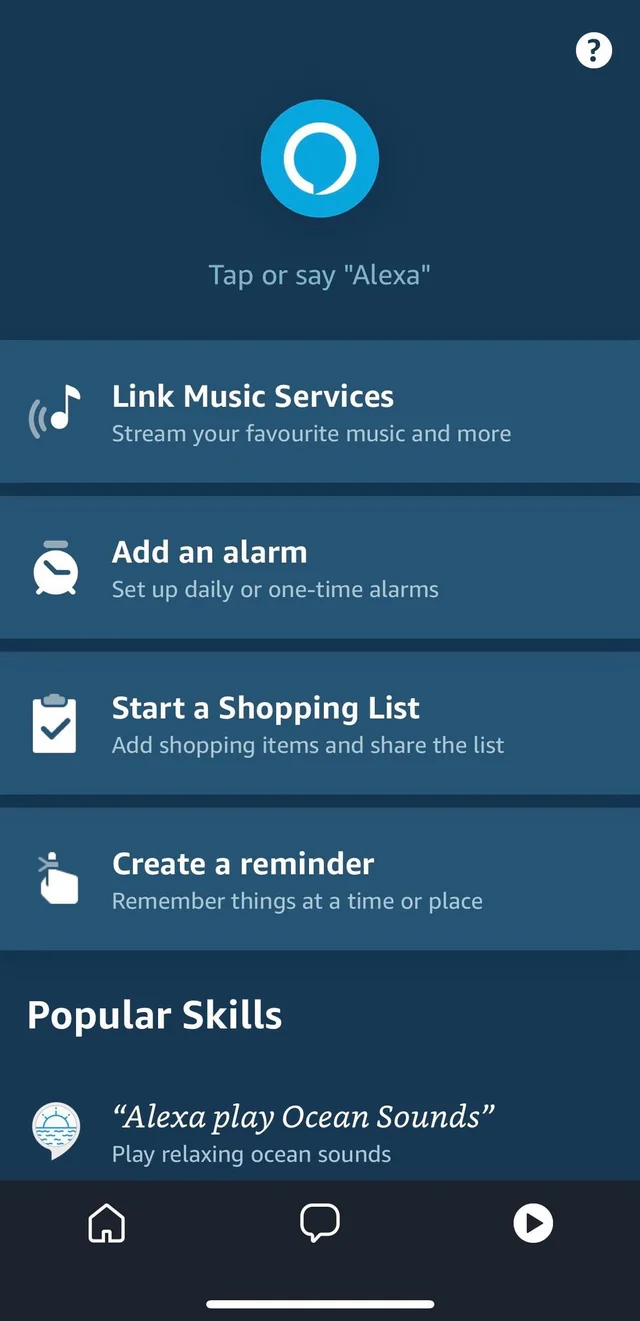 ?
Tap or say "Alexa"
Link Music Services
Stream your favourite music and more
Add an alarm
Set up daily or one-time alarms
Start a Shopping List
Add shopping items and share the list
Create a reminder
Remember things at a time or place
Popular Skills
“Alexa play Ocean Sounds”
Play relaxing ocean sounds